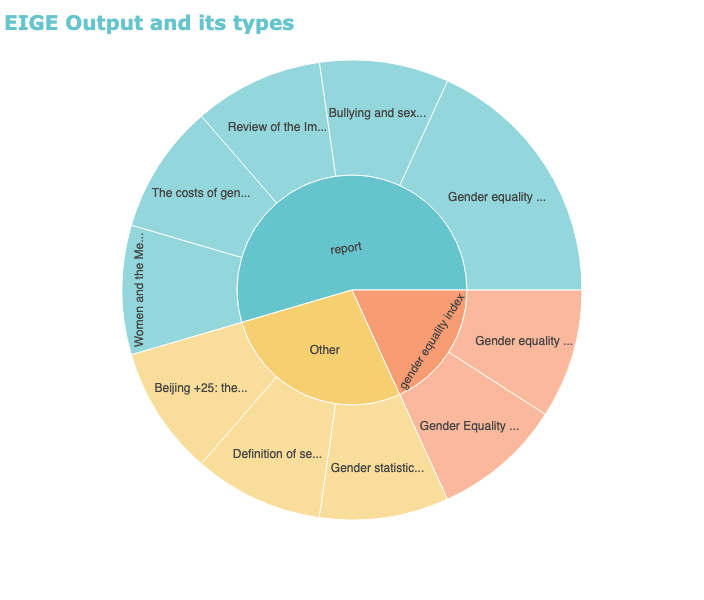 EIGE Output and its types
Bullying and sex...
Review of the Im...
Gender equality ...
The costs of gen...
report
Women and the Me...
gender equality index
Gender equality ...
Other
Beijing +25: the...
Gender Equality ...
Definition of se...
Gender statistic...